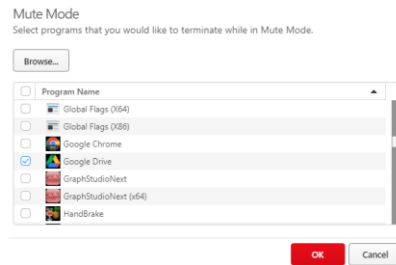 Mute Mode
Select programs that you would like to terminate while in Mute Mode.
Browse...
Program Name
Global Flags (X64)
Global Flags (X86)
Google Chrome
Google Drive
GraphStudioNext
GraphStudioNext (x64)
HandBrake
OK Cancel